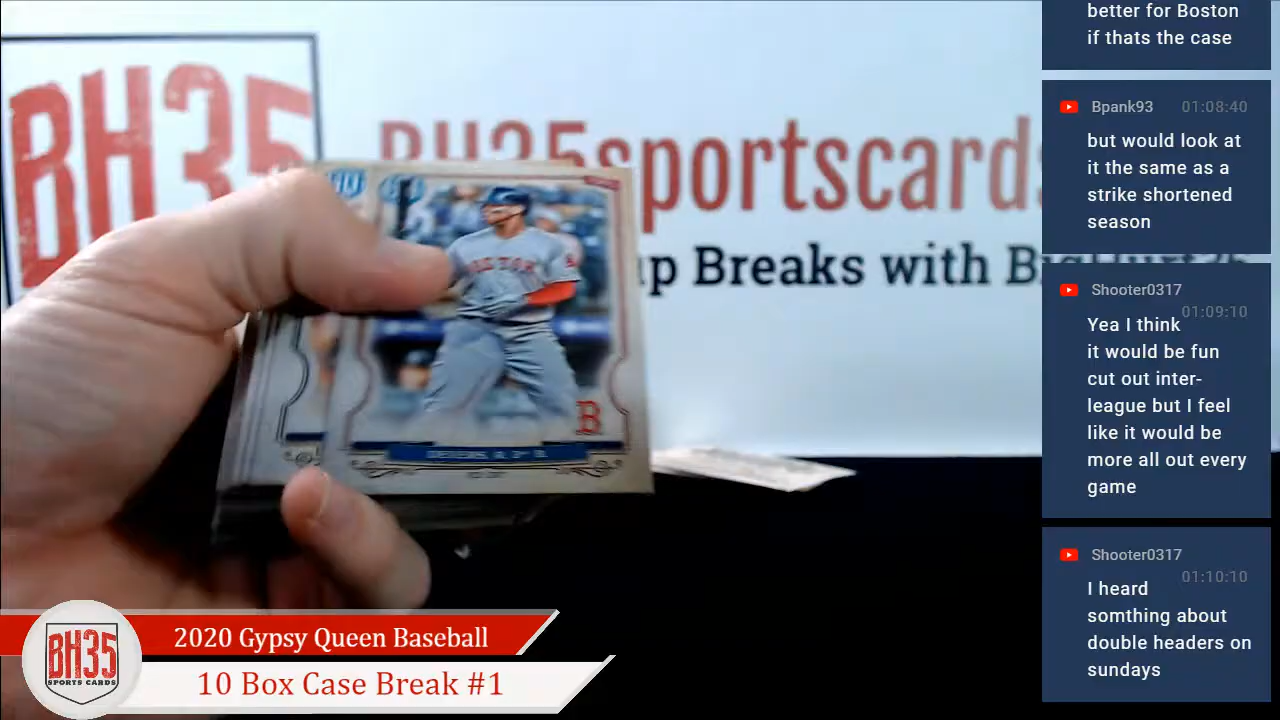 BH35
BH35sportscards
up Breaks with BigHurt35
BOSTON
B
better for Boston
if thats the case
Bpank93 01:08:40
but would look at
it the same as a
strike shortened
season
Shooter0317
01:09:10
Yea I think
it would be fun
cut out inter-
league but I feel
like it would be
more all out every
game
Shooter0317
01:10:10
I heard
somthing about
double headers on
sundays
2020 Gypsy Queen Baseball
10 Box Case Break #1
BH35
SPORTS CARDS